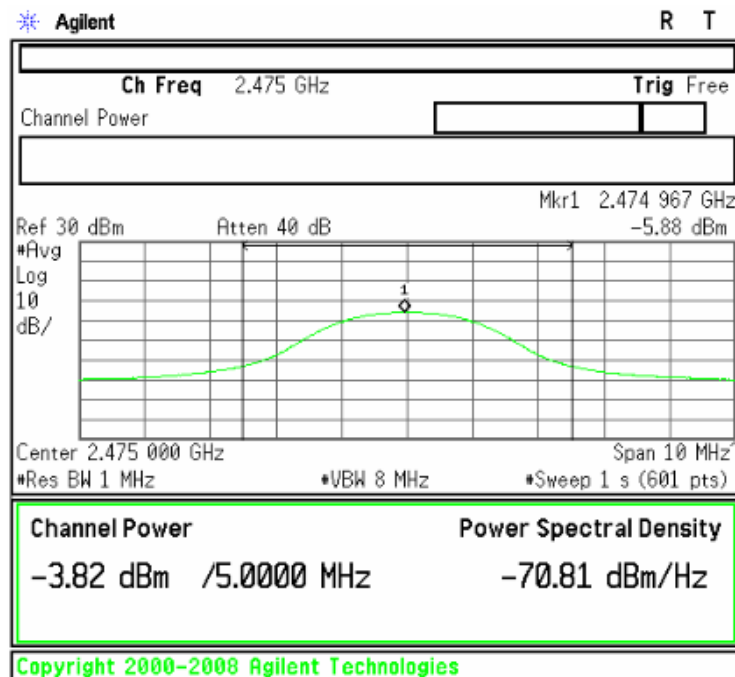 Agilent R T
Ch Freq 2.475 GHz Trig Free
Channel Power
Mkr1 2.474 967 GHz
Ref 30 dBm Atten 40 dB -5.88 dBm
#Avg
Log
10
dB/
1
Center 2.475 000 GHz Span 10 MHz
#Res BW 1 MHz #VBW 8 MHz #Sweep 1 s (601 pts)
Channel Power Power Spectral Density
-3.82 dBm /5.0000 MHz -70.81 dBm/Hz
Copyright 2000-2008 Agilent Technologies